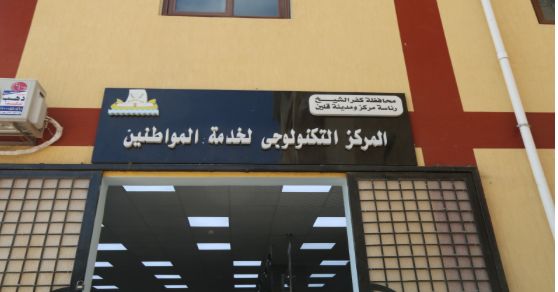 محافظة كفر الشيخ
رئاسة مركز ومدينة قلين
المركز التكنولوجى لخدمة المواطنين